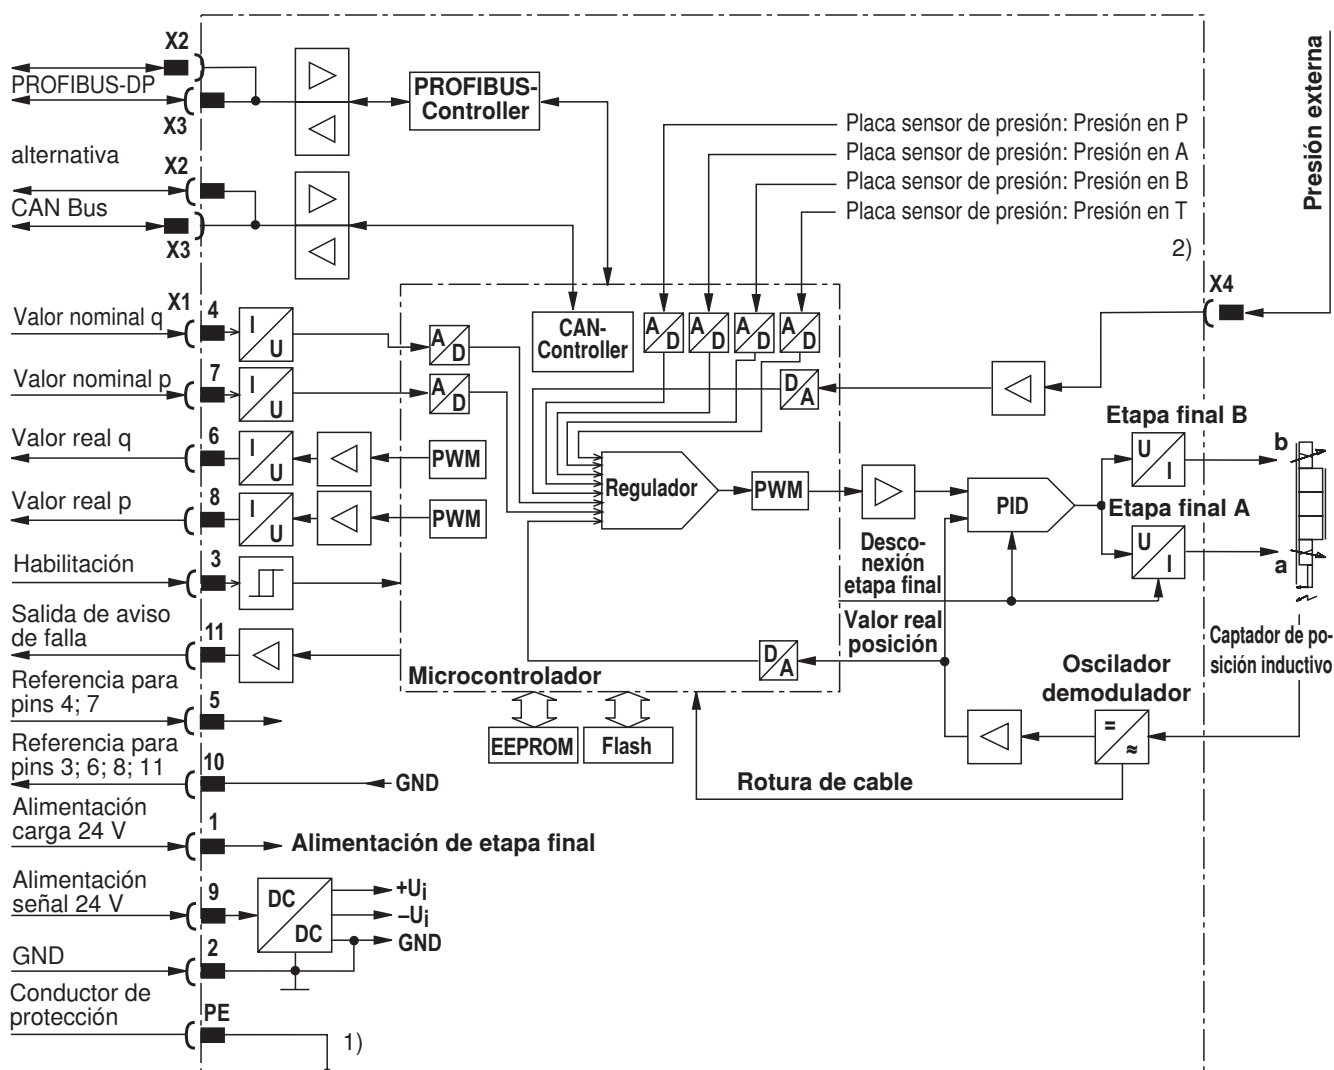 X2
PROFIBUS-DP
X3
PROFIBUS-
Controller
alternativa
X2
CAN Bus
X3
Placa sensor de presión: Presión en P
Placa sensor de presión: Presión en A
Placa sensor de presión: Presión en B
Placa sensor de presión: Presión en T
2)
Presión externa
X4
X1
Valor nominal q
4
I
U
A
D
CAN-
Controller
A
D
A
D
A
D
A
D
Valor nominal p
7
I
U
A
D
D
A
Valor real q
6
I
U
PWM
Valor real p
8
I
U
PWM
Regulador
PWM
PID
Etapa final B
U
I
b
Etapa final A
U
I
a
Habilitación
3
Desco-
nexión
etapa final
Valor real
posición
Salida de aviso
de falla
11
D
A
Microcontrolador
Captador de po-
sición inductivo
Oscilador
demodulador
=
≈
Referencia para
pins 4; 7
5
EEPROM
Flash
Referencia para
pins 3; 6; 8; 11
10
GND
Rotura de cable
Alimentación
carga 24 V
1
Alimentación de etapa final
Alimentación
señal 24 V
9
DC
DC
+Ui
–Ui
GND
GND
2
Conductor de
protección
PE
1)